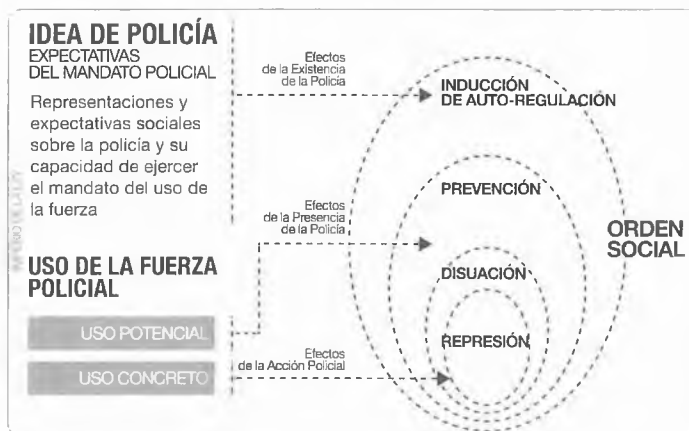 IDEA DE POLICÍA
EXPECTATIVAS
DEL MANDATO POLICIAL
Representaciones y
expectativas sociales
sobre la policía y su
capacidad de ejercer
el mandato del uso de
la fuerza
USO DE LA FUERZA
POLICIAL
USO POTENCIAL
USO CONCRETO
Efectos
de la Existencia
de la Policía
Efectos
de la Presencia
de la Policía
Efectos
de la Acción Policial
INDUCCIÓN
DE AUTO-REGULACIÓN
PREVENCIÓN
DISUACIÓN
REPRESIÓN
ORDEN
SOCIAL